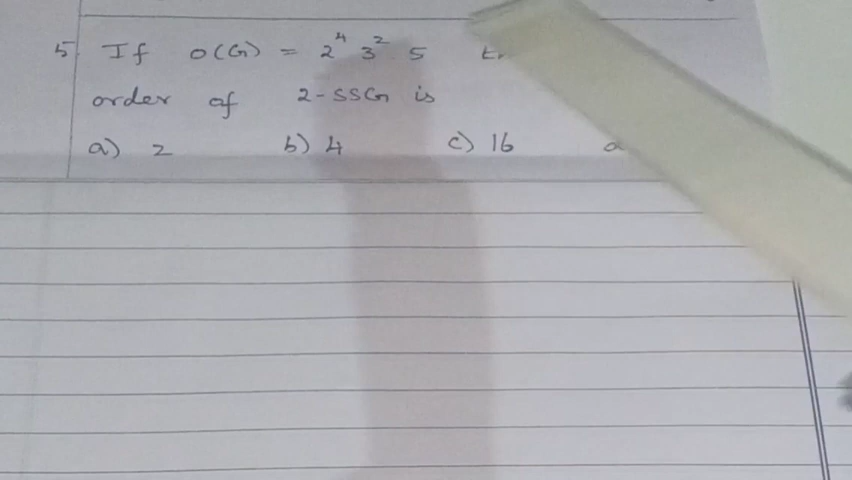 5. If O(G) = 2⁴ 3². 5
order of 2-SSG is
a) 2 b) 4 c) 16